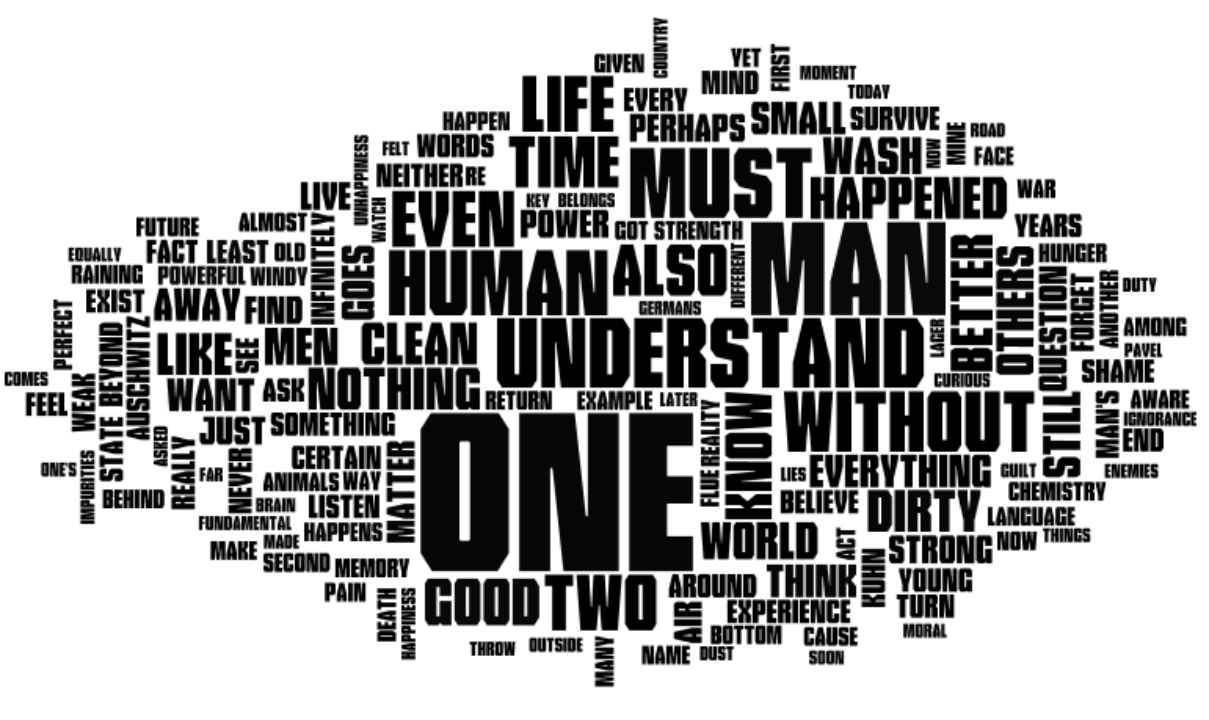 COUNTRY
GIVEN
YET
FIRST
MOMENT
MIND
TODAY
LIFE
EVERY
HAPPEN
PERHAPS
SMALL
SURVIVE
FELT
WORDS
TIME
MUST
WASH
NOW
MINE
ROAD
FACE
UNHAPPINESS
NEITHER
RE
LIVE
WATCH
EVEN
KEY
BELONGS
HAPPENED
WAR
FUTURE
ALMOST
INFINITELY
POWER
GOT
STRENGTH
MAN
YEARS
EQUALLY
FACT
LEAST
OLD
GOES
HUMAN
ALSO
DIFFERENT
BETTER
OTHERS
HUNGER
RAINING
POWERFUL
WINDY
QUESTION
FORGET
ANOTHER
DUTY
PERFECT
EXIST
AWAY
FIND
GERMANS
LIKE
SEE
MEN
CLEAN
UNDERSTAND
LAGER
AMONG
PAVEL
COMES
WEAK
BEYOND
AUSCHWITZ
WANT
ASK
NOTHING
RETURN
EXAMPLE
LATER
CURIOUS
SHAME
FEEL
STATE
JUST
SOMETHING
ONE
REALITY
KNOW
WITHOUT
STILL
MAN'S
AWARE
IGNORANCE
END
ONE'S
IMPURITIES
ASKED
REALLY
FAR
NEVER
CERTAIN
MATTER
FLUE
LIES
EVERYTHING
GUILT
ENEMIES
BEHIND
ANIMALS
WAY
BRAIN
LISTEN
BELIEVE
DIRTY
CHEMISTRY
FUNDAMENTAL
HAPPENS
WORLD
ACT
LANGUAGE
MAKE
MADE
STRONG
NOW
THINGS
SECOND
MEMORY
AROUND
THINK
KUHN
YOUNG
PAIN
DEATH
HAPPINESS
GOOD
TWO
AIR
EXPERIENCE
TURN
BOTTOM
CAUSE
MORAL
THROW
OUTSIDE
MANY
NAME
DUST
SOON